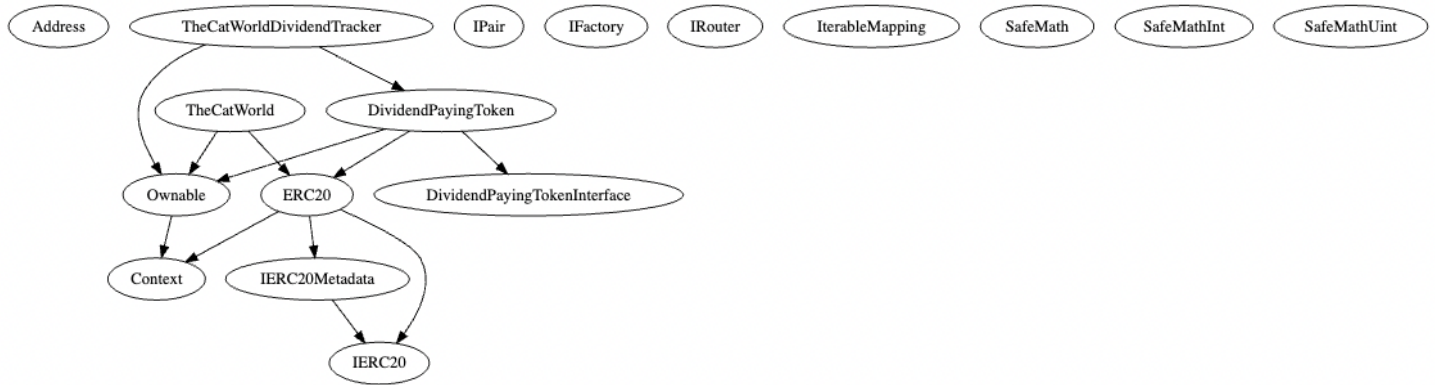 Address TheCatWorldDividendTracker IPair IFactory IRouter IterableMapping SafeMath SafeMathInt SafeMathUint
TheCatWorld DividendPayingToken
Ownable ERC20 DividendPayingTokenInterface
Context IERC20Metadata
IERC20